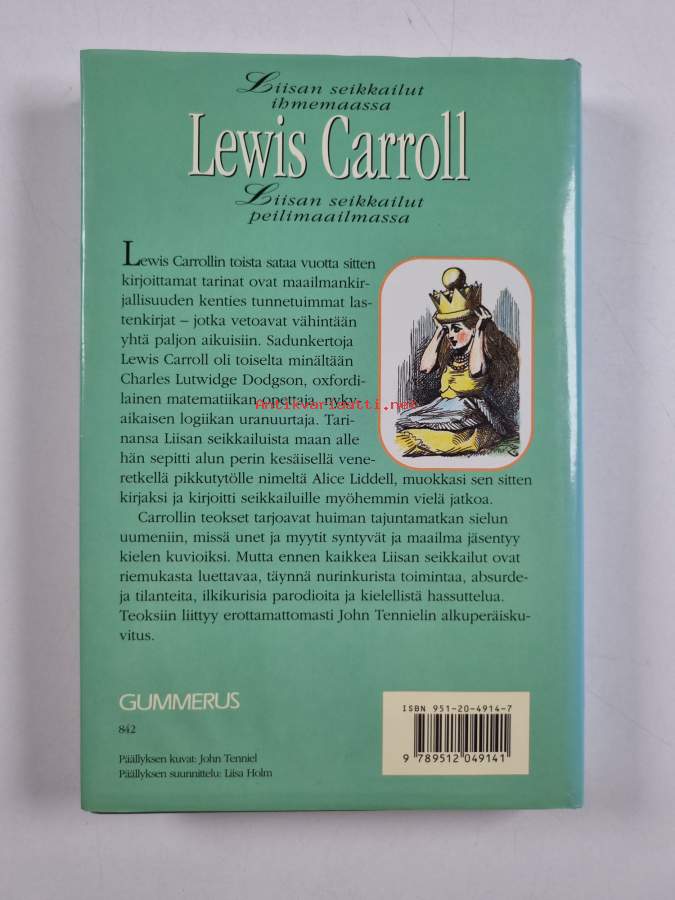 Liisan seikkailut
ihmemaassa
Lewis Carroll
Liisan seikkailut
peilimaailmassa
Lewis Carrollin toista sataa vuotta sitten
kirjoittamat tarinat ovat maailmankir-
jallisuuden kenties tunnetuimmat las-
tenkirjat – jotka vetoavat vähintään
yhtä paljon aikuisiin. Sadunkertoja
Lewis Carroll oli toiselta minältään
Charles Lutwidge Dodgson, oxfordi-
lainen matematiikan opettaja, nyky-
Antikvariaatti.net
aikaisen logiikan uranuurtaja. Tari-
nansa Liisan seikkailuista maan alle
hän sepitti alun perin kesäisellä vene-
retkellä pikkutytölle nimeltä Alice Liddell, muokkasi sen sitten
kirjaksi ja kirjoitti seikkailuille myöhemmin vielä jatkoa.
Carrollin teokset tarjoavat huiman tajuntamatkan sielun
uumeniin, missä unet ja myytit syntyvät ja maailma jäsentyy
kielen kuvioiksi. Mutta ennen kaikkea Liisan seikkailut ovat
riemukasta luettavaa, täynnä nurinkurista toimintaa, absurde-
ja tilanteita, ilkikurisia parodioita ja kielellistä hassuttelua.
Teoksiin liittyy erottamattomasti John Tennielin alkuperäisku-
vitus.
GUMMERUS
842
Päällyksen kuvat: John Tenniel
Päällyksen suunnittelu: Liisa Holm
ISBN 951-20-4914-7
9 789512 049141